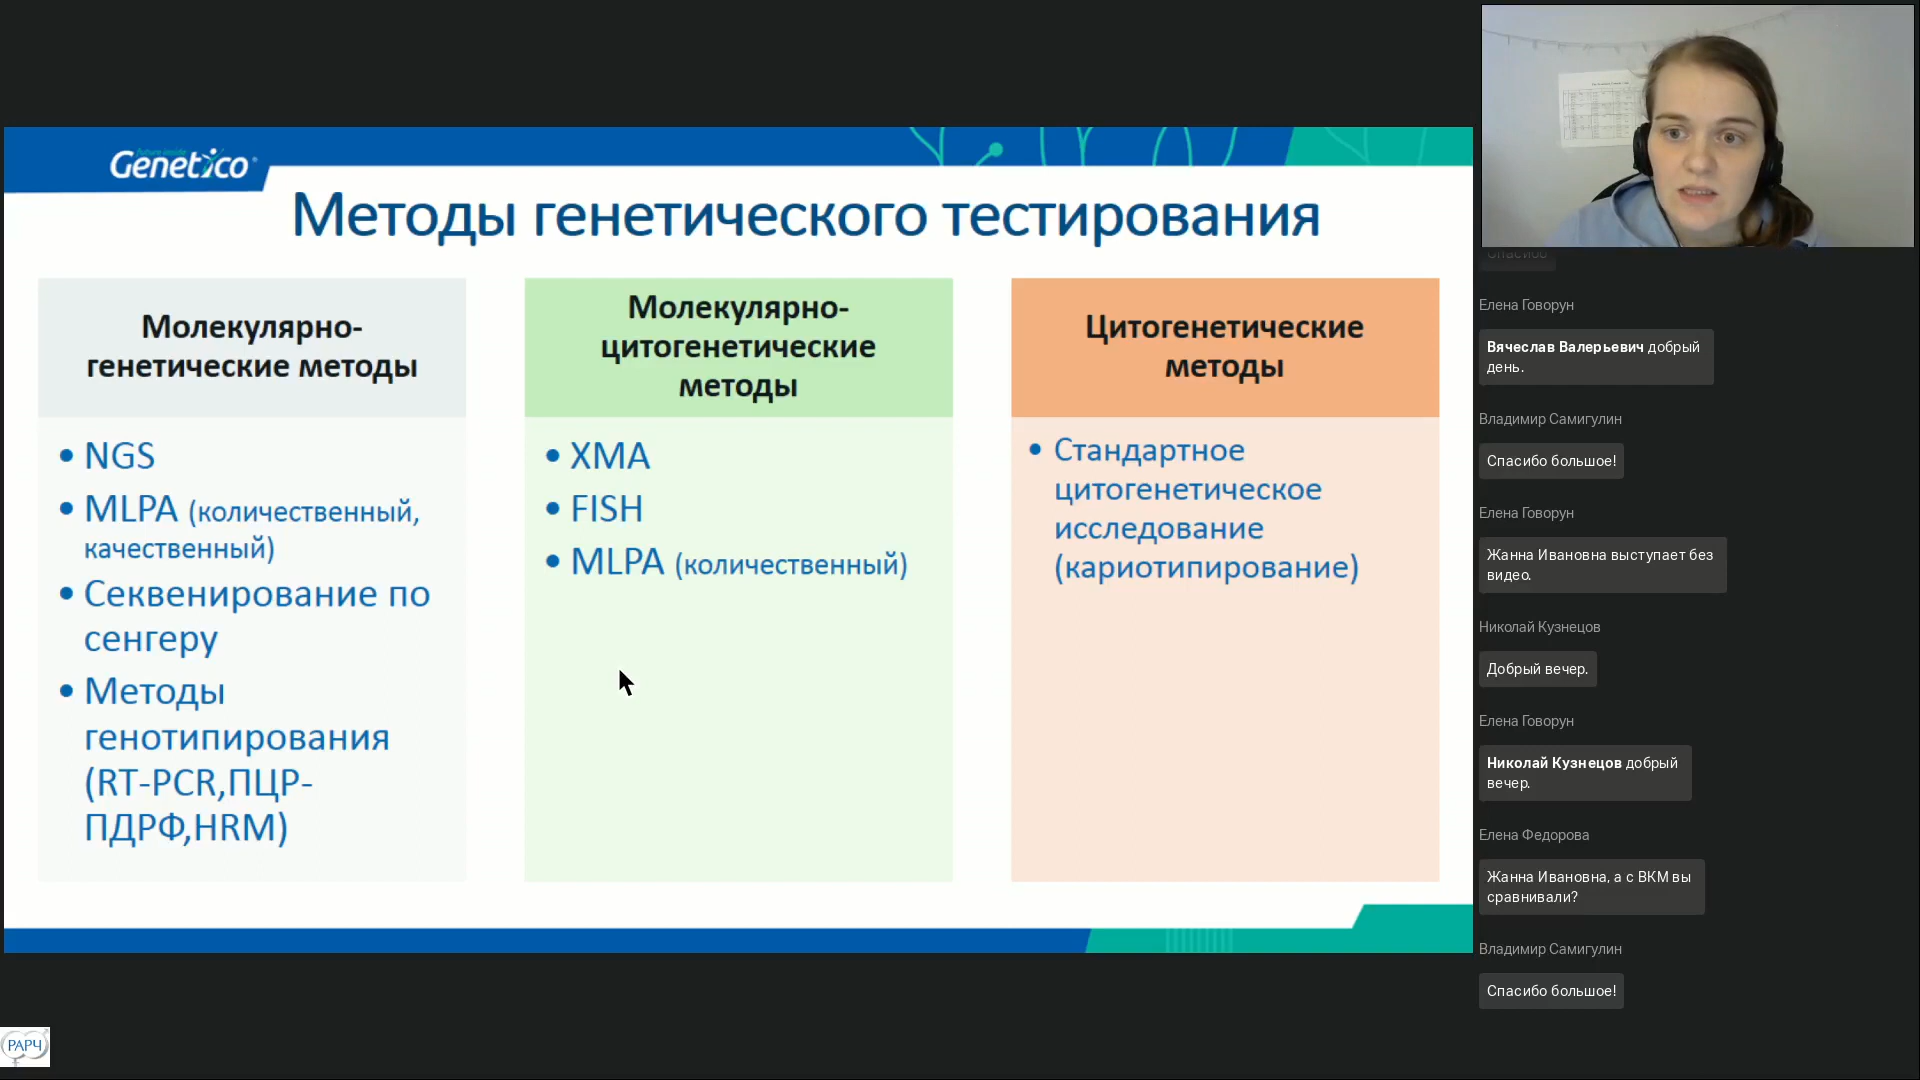 Genetico
Методы генетического тестирования
Молекулярно-
генетические методы
• NGS
• MLPA (количественный,
качественный)
• Секвенирование по
сенгеру
• Методы
генотипирования
(RT-PCR,ПЦР-
ПДРФ,HRM)
Молекулярно-
цитогенетические
методы
• ХМА
• FISH
• MLPA (количественный)
Цитогенетические
методы
• Стандартное
цитогенетическое
исследование
(кариотипирование)
РАРЧ
Спасибо
Елена Говорун
Вячеслав Валерьевич добрый
день.
Владимир Самигулин
Спасибо большое!
Елена Говорун
Жанна Ивановна выступает без
видео.
Николай Кузнецов
Добрый вечер.
Елена Говорун
Николай Кузнецов добрый
вечер.
Елена Федорова
Жанна Ивановна, а с ВКМ вы
сравнивали?
Владимир Самигулин
Спасибо большое!